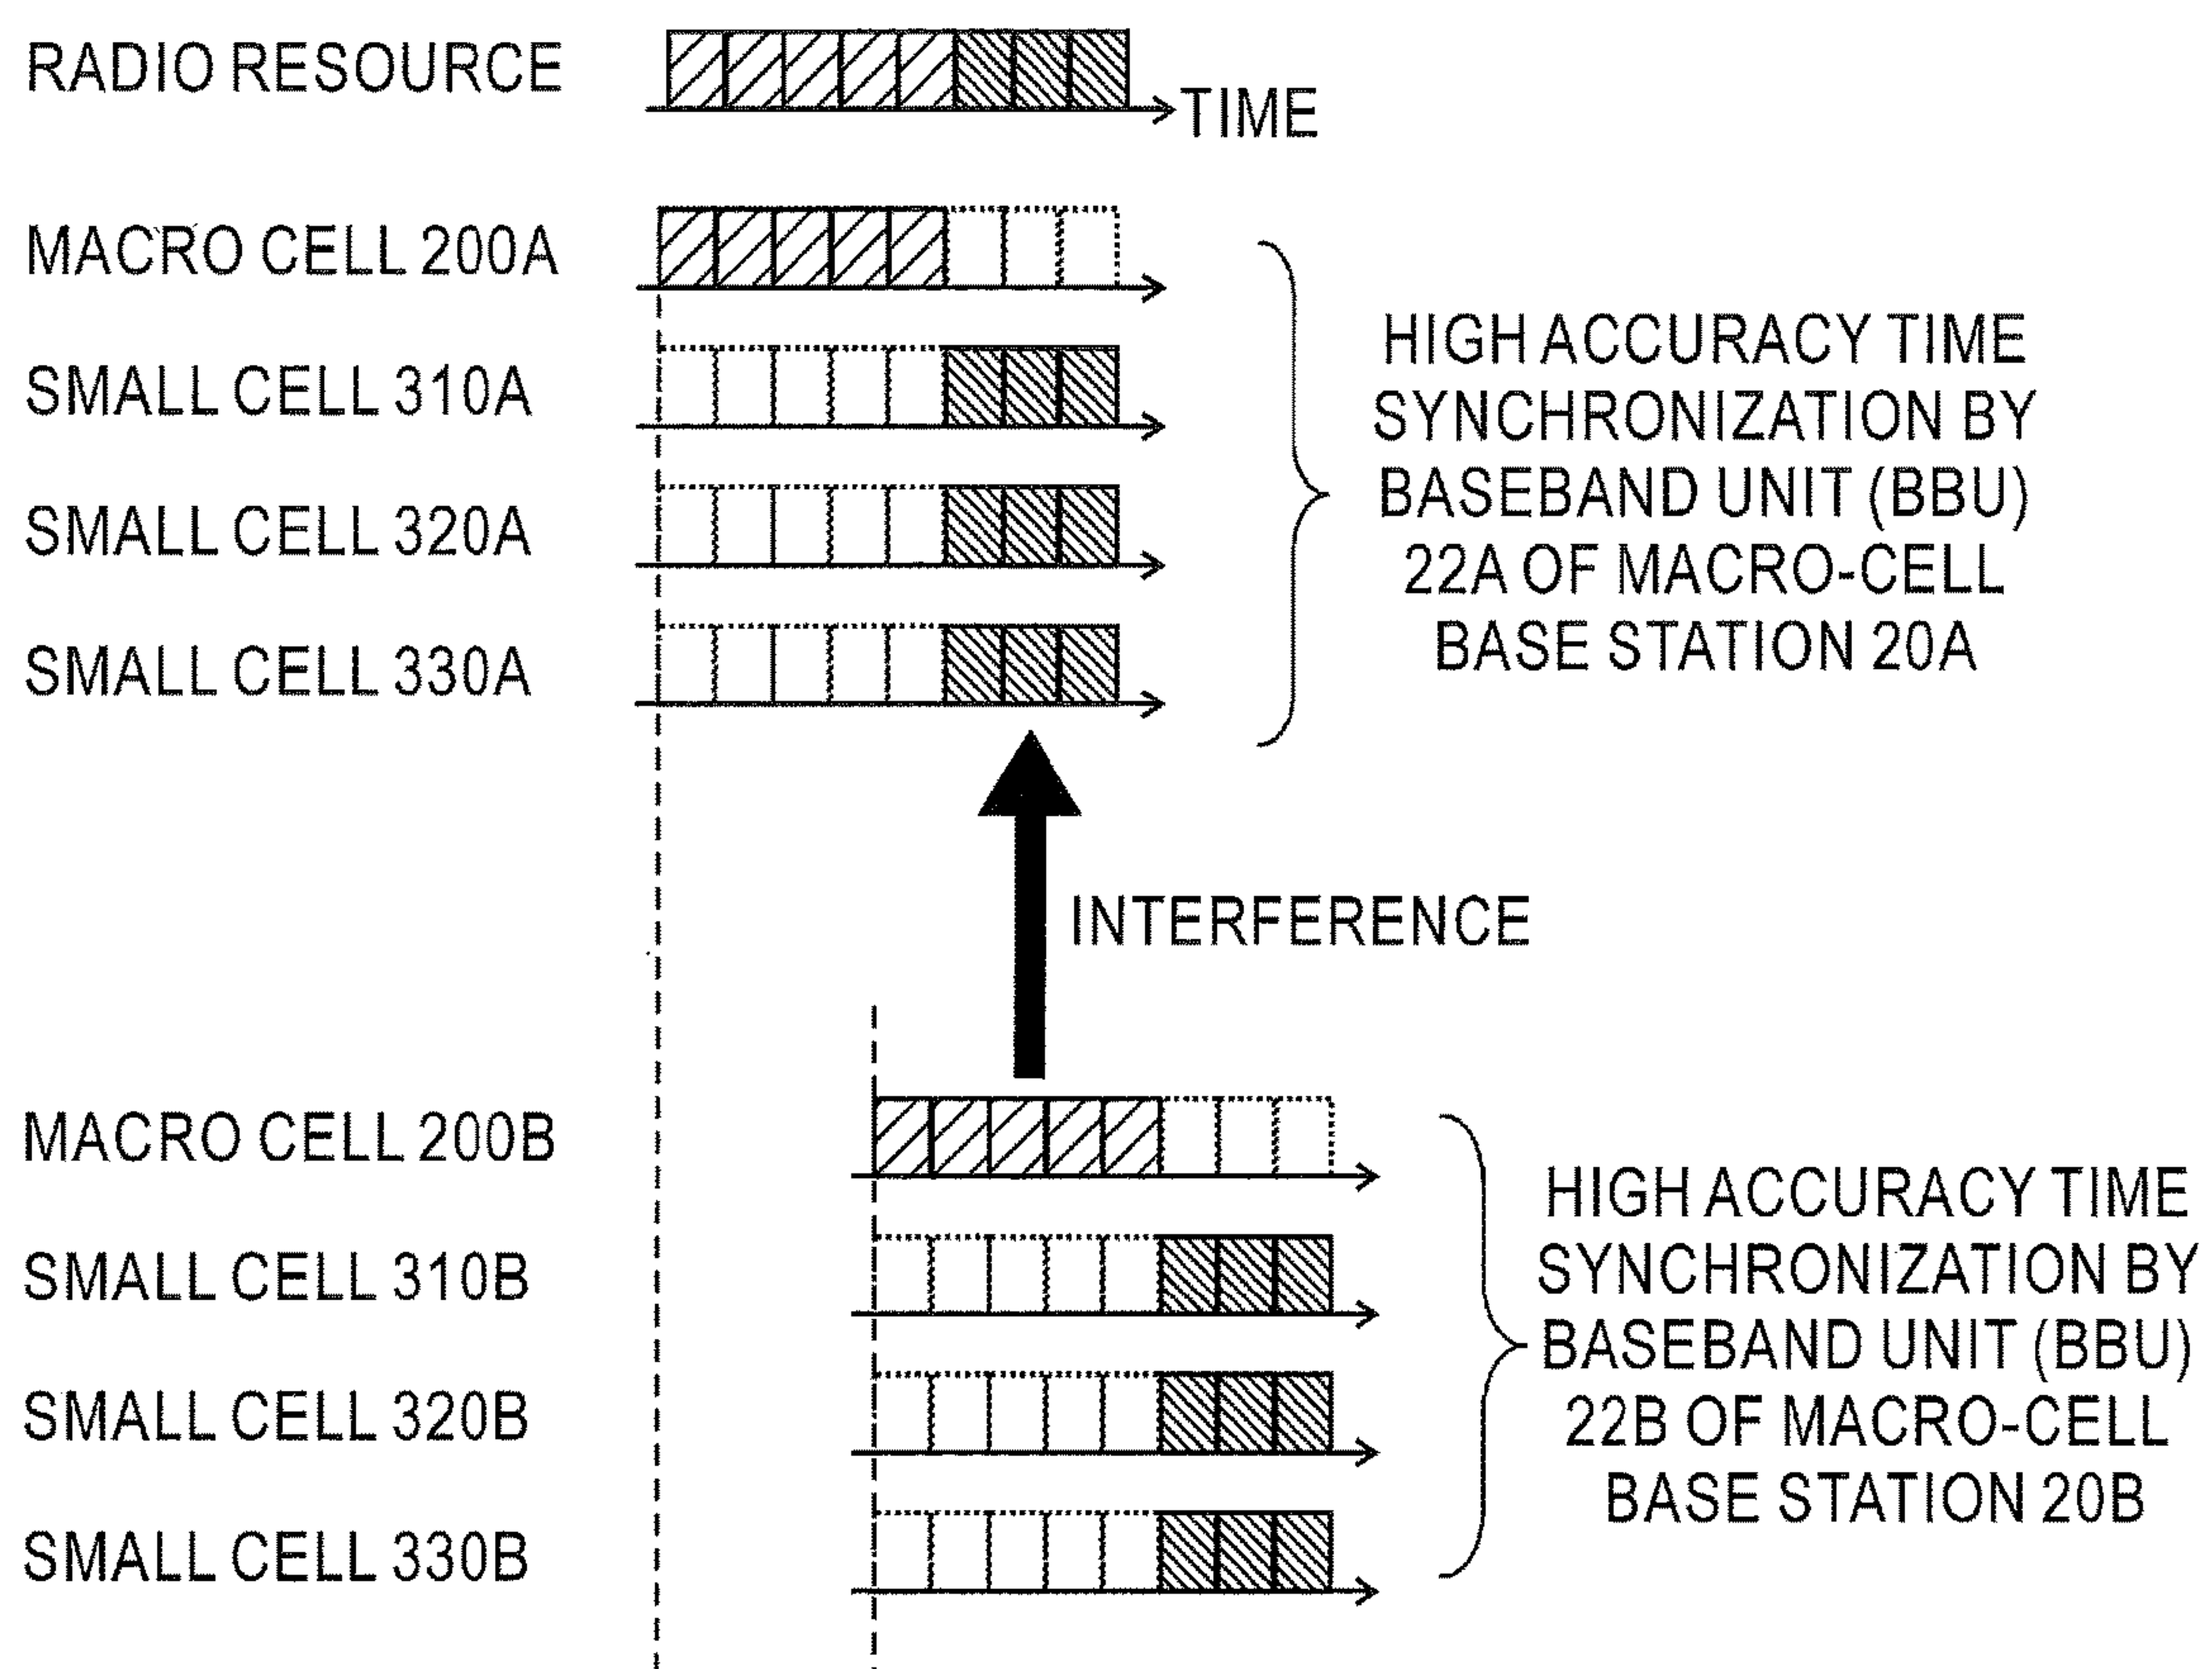 RADIO RESOURCE
TIME
MACRO CELL 200A
SMALL CELL 310A
SMALL CELL 320A
SMALL CELL 330A
HIGH ACCURACY TIME
SYNCHRONIZATION BY
BASEBAND UNIT (BBU)
22A OF MACRO-CELL
BASE STATION 20A
INTERFERENCE
MACRO CELL 200B
SMALL CELL 310B
SMALL CELL 320B
SMALL CELL 330B
HIGH ACCURACY TIME
SYNCHRONIZATION BY
BASEBAND UNIT (BBU)
22B OF MACRO-CELL
BASE STATION 20B